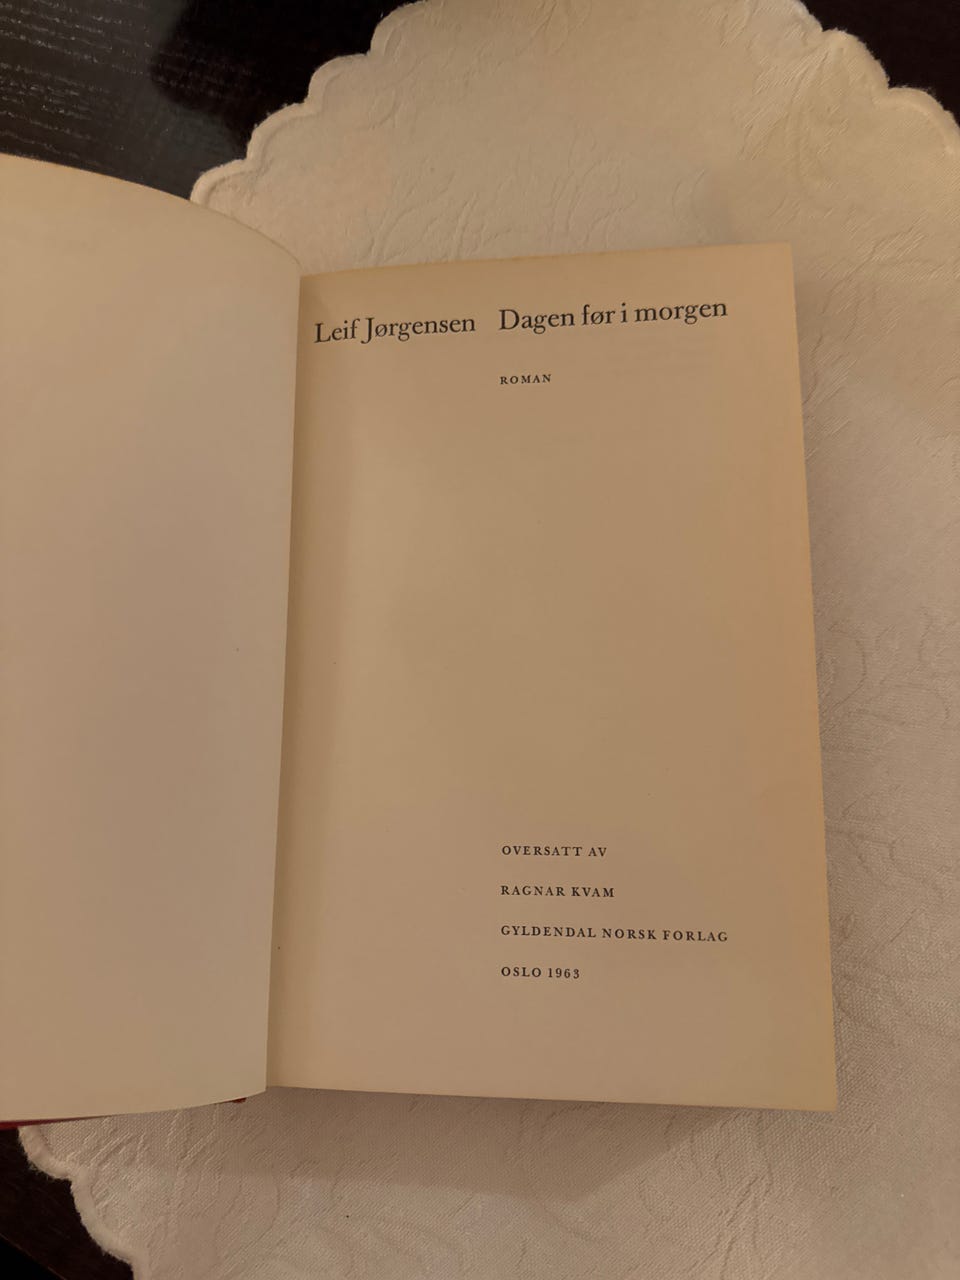 Leif Jørgensen Dagen før i morgen
ROMAN
OVERSATT AV
RAGNAR KVAM
GYLDENDAL NORSK FORLAG
OSLO 1963